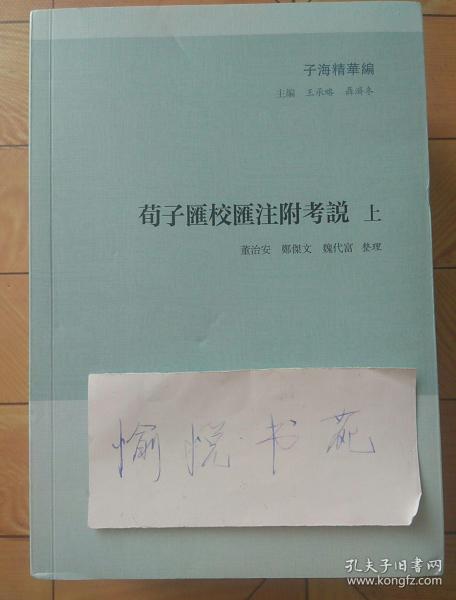 子海精華編
主編 王承略 聶濟冬
荀子匯校匯注附考說 上
董治安 鄭傑文 魏代富 整理
愉悦书苑
孔夫子旧书网
www.kongfz.com